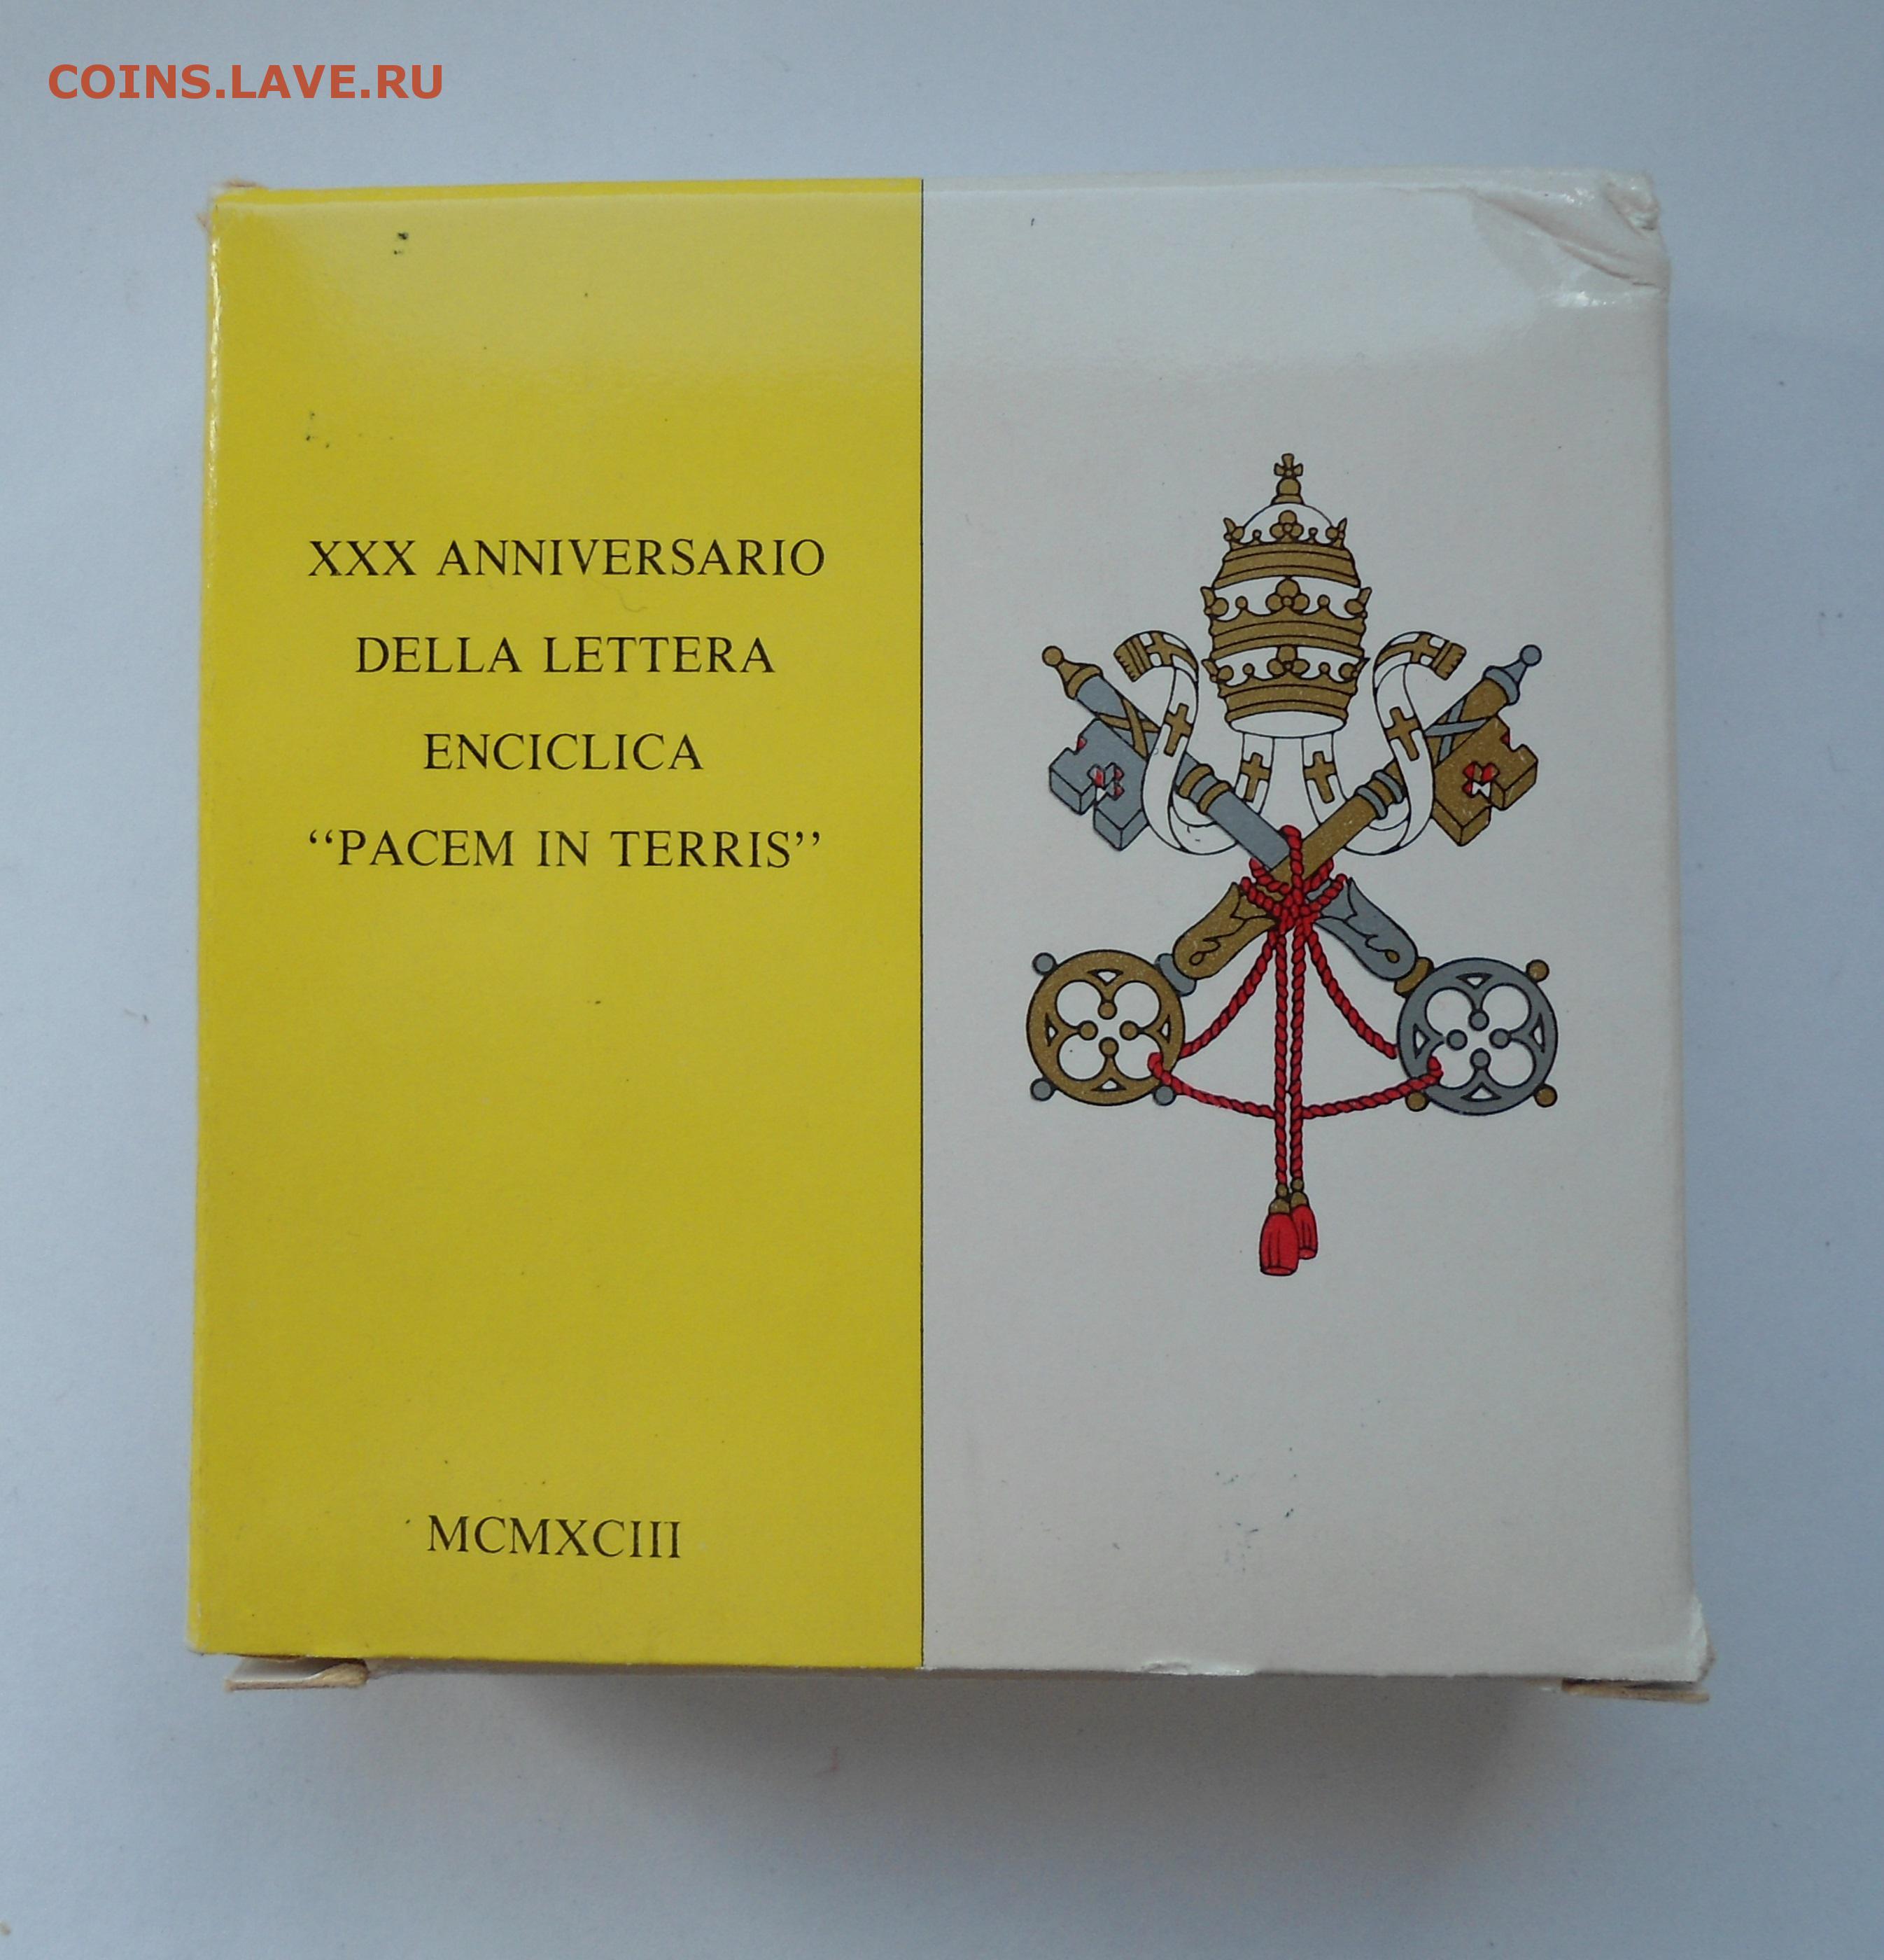 COINS.LAVE.RU
XXX ANNIVERSARIO
DELLA LETTERA
ENCICLICA
“PACEM IN TERRIS”
MCMXCIII